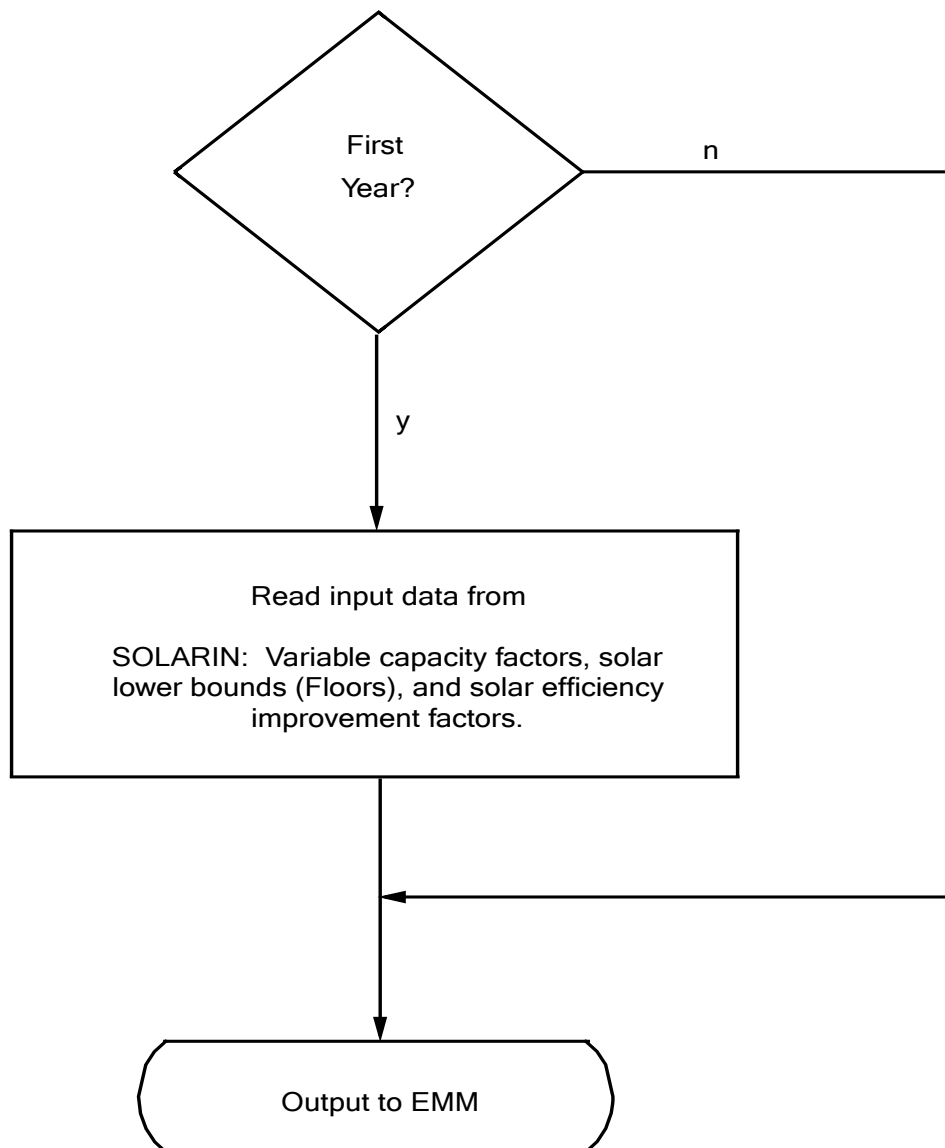 First
Year?
n
y
Read input data from
SOLARIN:  Variable capacity factors, solar
lower bounds (Floors), and solar efficiency
improvement factors.
Output to EMM